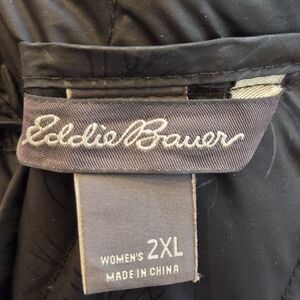 Eddie Bauer
WOMEN'S 2XL
MADE IN CHINA